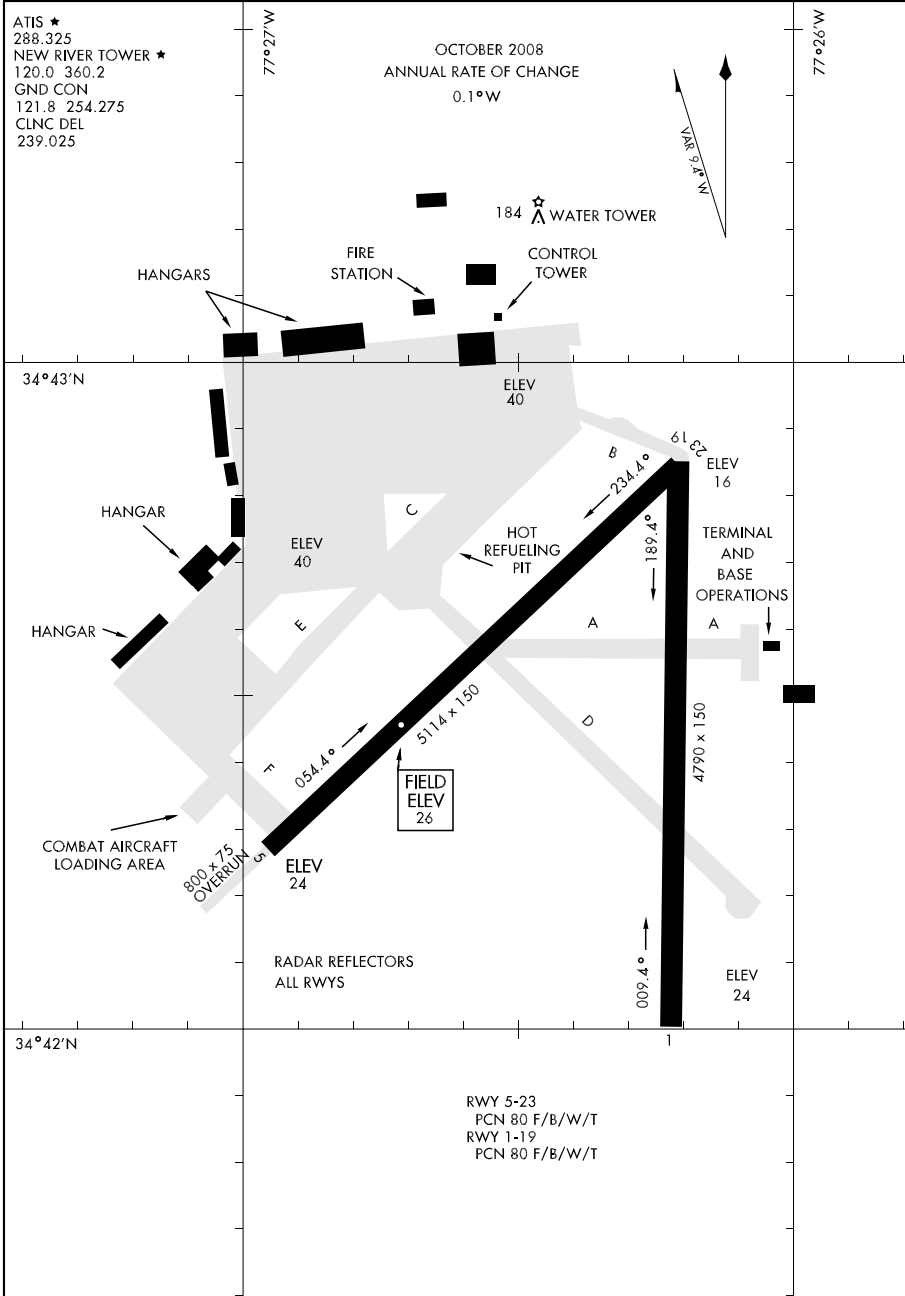 ATIS ★
288.325
NEW RIVER TOWER ★
120.0 360.2
GND CON
121.8 254.275
CLNC DEL
239.025
77°27'W
OCTOBER 2008
ANNUAL RATE OF CHANGE
0.1°W
77°26'W
VAR 9.4° W
184
WATER TOWER
FIRE
STATION
CONTROL
TOWER
HANGARS
34°43'N
ELEV
40
19
23
B
234.4°
ELEV
16
C
HANGAR
HOT
REFUELING
PIT
189.4°
TERMINAL
AND
BASE
OPERATIONS
ELEV
40
HANGAR
E
A
A
5114 x 150
D
4790 x 150
F
054.4°
FIELD
ELEV
26
COMBAT AIRCRAFT
LOADING AREA
800 x 75
OVERRUN
5
ELEV
24
RADAR REFLECTORS
ALL RWYS
009.4°
ELEV
24
34°42'N
1
RWY 5-23
PCN 80 F/B/W/T
RWY 1-19
PCN 80 F/B/W/T